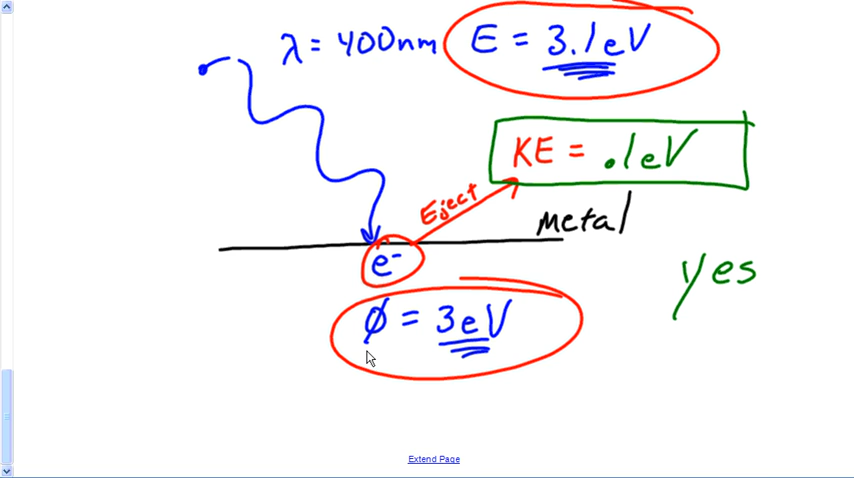 λ = 400nm E = 3.1eV
KE = .1eV
Eject
metal
e-
yes
φ = 3eV
Extend Page